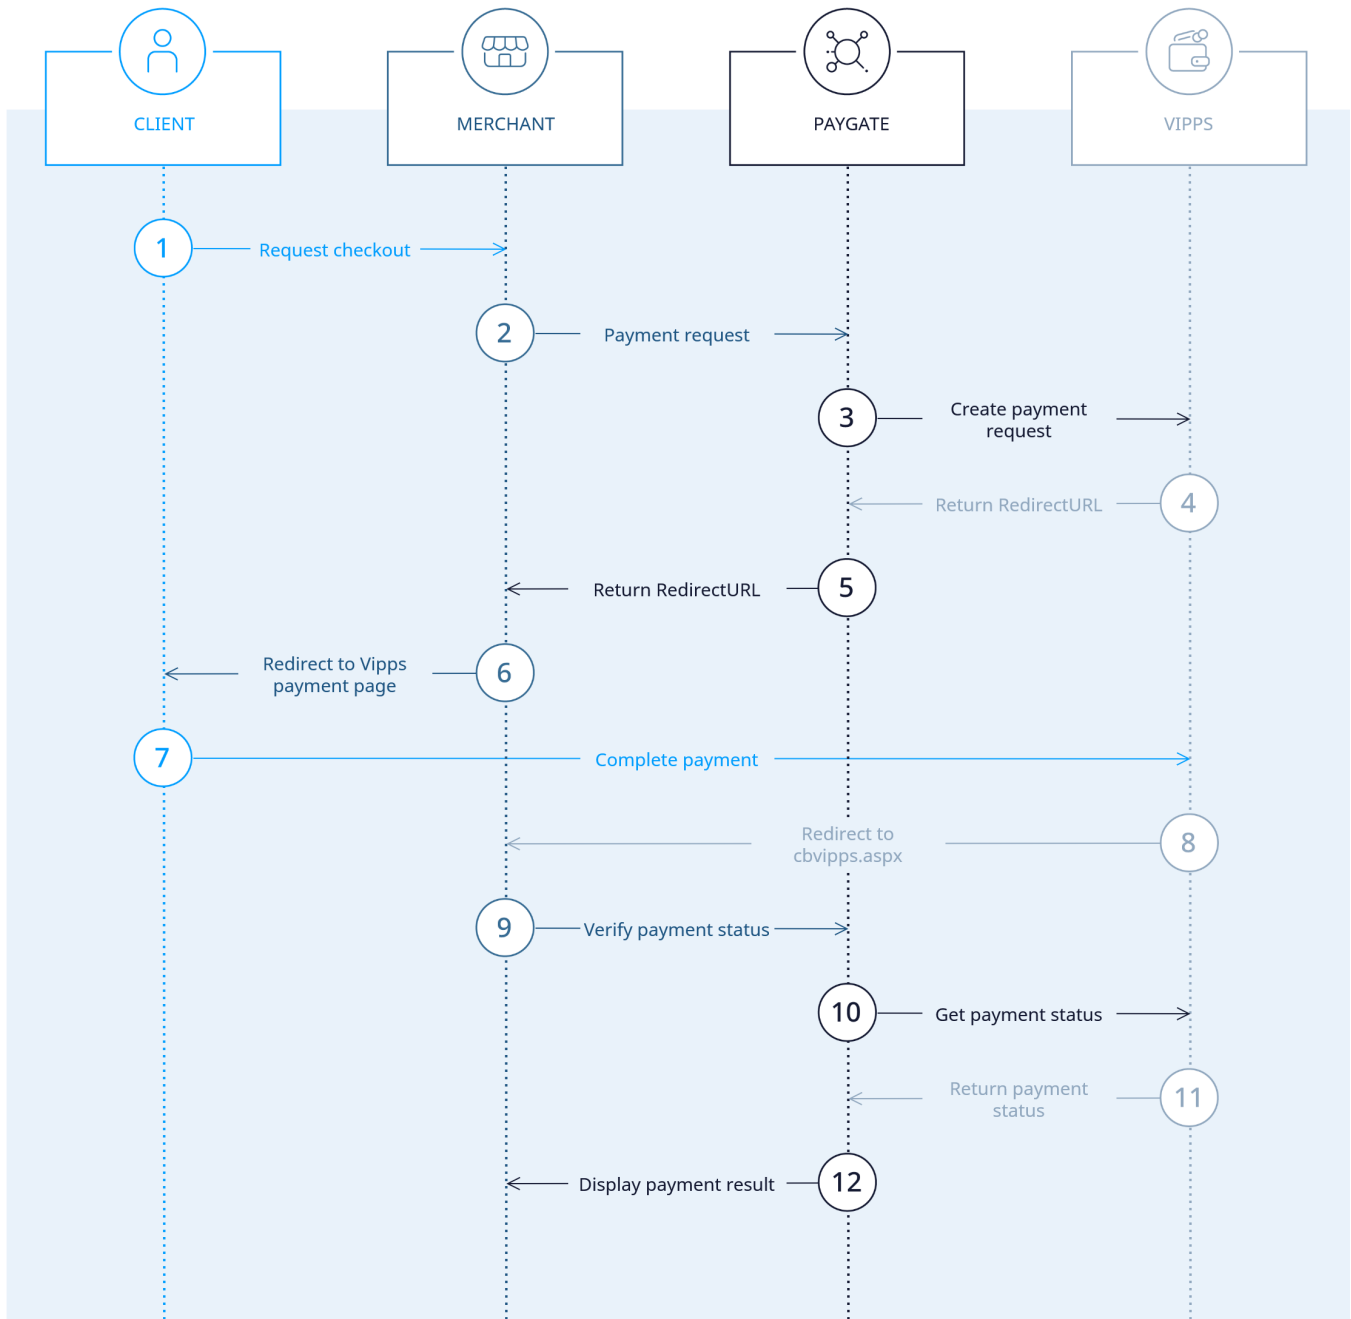 CLIENT
MERCHANT
PAYGATE
VIPPS
1
Request checkout
2
Payment request
3
Create payment
request
4
Return RedirectURL
5
Return RedirectURL
6
Redirect to Vipps
payment page
7
Complete payment
8
Redirect to
cbvipps.aspx
9
Verify payment status
10
Get payment status
11
Return payment
status
12
Display payment result